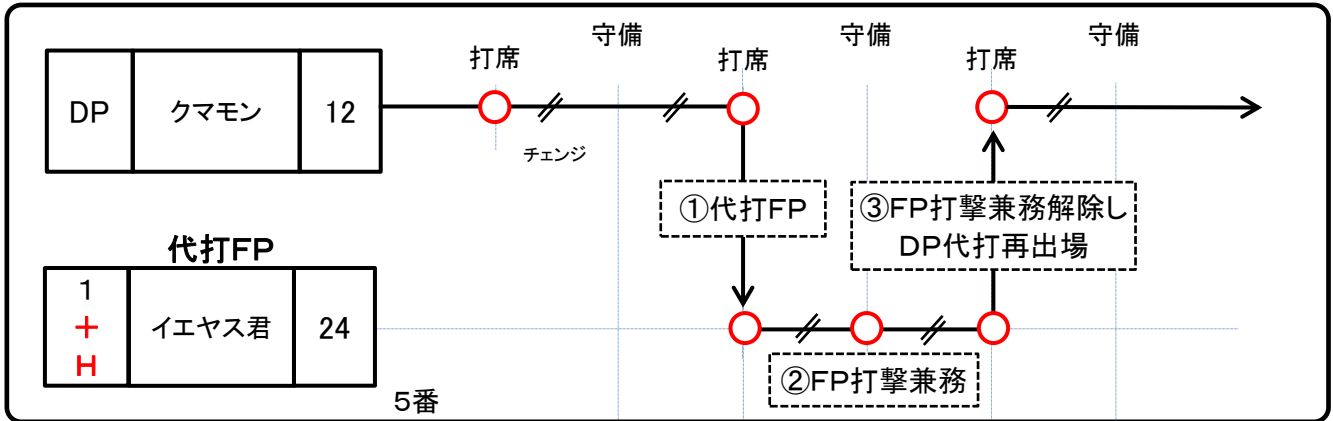 守備
守備
守備
打席
打席
打席
DP
クマモン
12
チェンジ
①代打FP
③FP打撃兼務解除し
DP代打再出場
代打FP
1
+
H
イエヤス君
24
②FP打撃兼務
5番